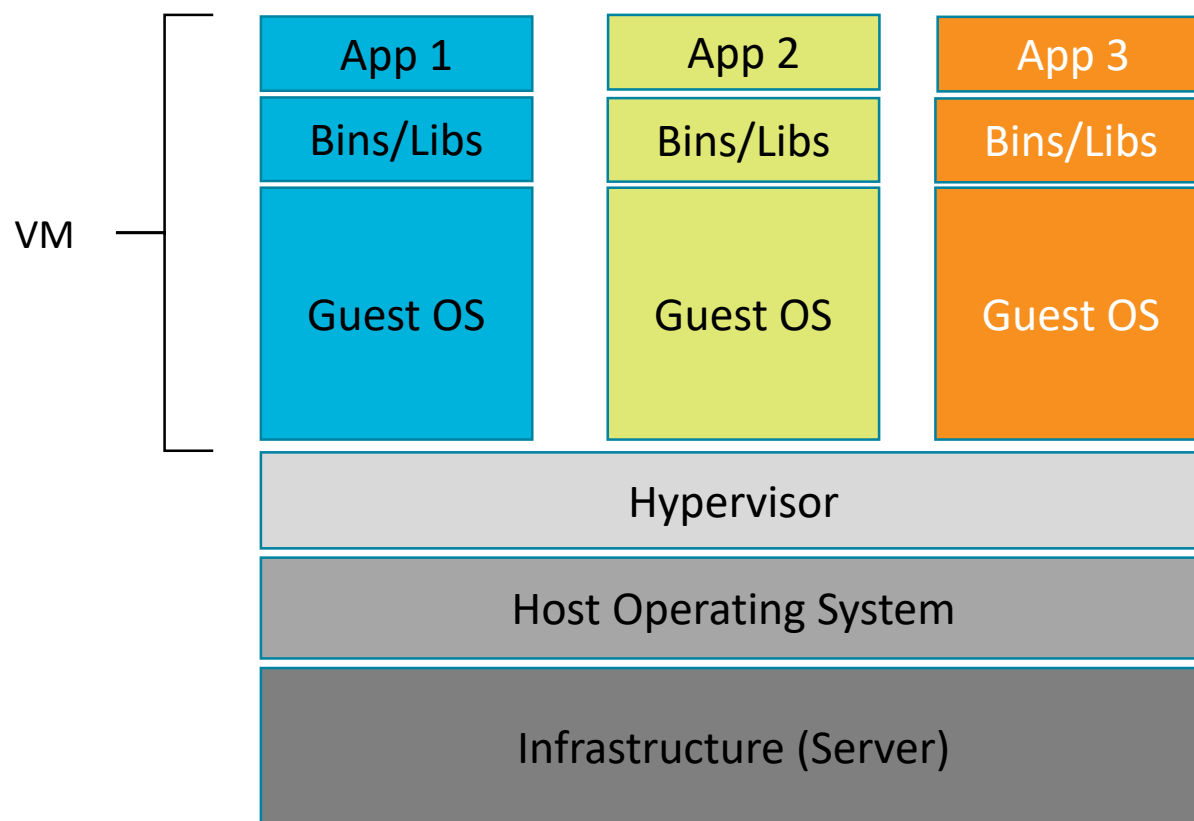 App 1
App 2
App 3
Bins/Libs
Bins/Libs
Bins/Libs
VM
Guest OS
Guest OS
Guest OS
Hypervisor
Host Operating System
Infrastructure (Server)